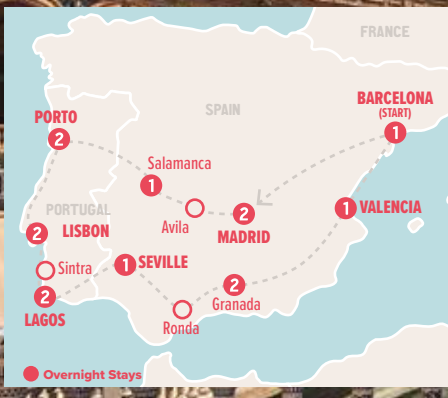 FRANCE
BARCELONA
(START)
1
SPAIN
PORTO
2
Salamanca
1
Avila
2
MADRID
1 VALENCIA
PORTUGAL
2
LISBON
Sintra
1 SEVILLE
2
Granada
2
LAGOS
Ronda
Overnight Stays